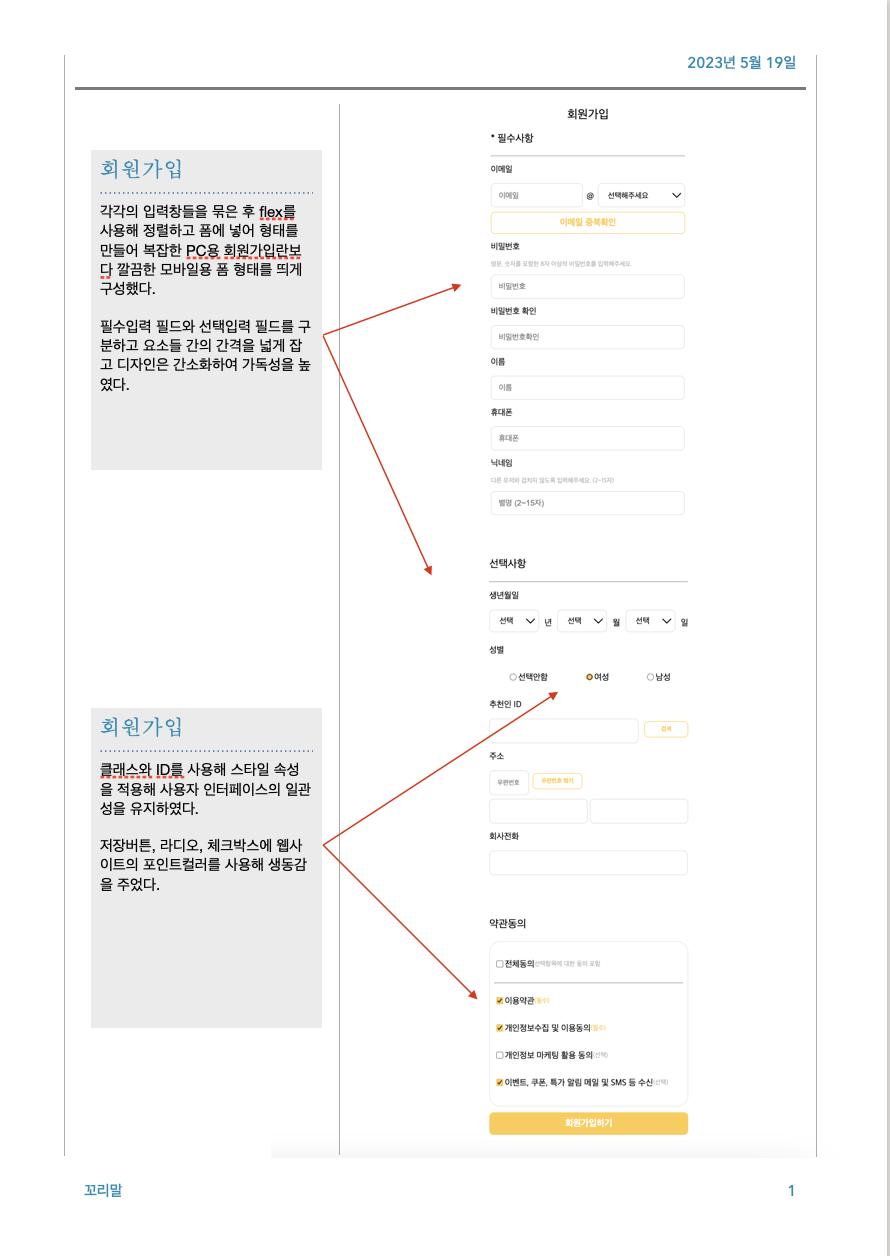 2023년 5월 19일
회원가입
각각의 입력창들을 묶은 후 flex를
사용해 정렬하고 폼에 넣어 형태를
만들어 복잡한 PC용 회원가입란보
다 깔끔한 모바일용 폼 형태를 띄게
구성했다.
필수입력 필드와 선택입력 필드를 구
분하고 요소들 간의 간격을 넓게 잡
고 디자인은 간소화하여 가독성을 높
였다.
회원가입
클래스와 ID를 사용해 스타일 속성
을 적용해 사용자 인터페이스의 일관
성을 유지하였다.
저장버튼, 라디오, 체크박스에 웹사
이트의 포인트컬러를 사용해 생동감
을 주었다.
회원가입
* 필수사항
이메일
이메일 @ 선택해주세요
이메일 중복확인
비밀번호
영문, 숫자를 포함한 8자 이상의 비밀번호를 입력해주세요.
비밀번호
비밀번호 확인
비밀번호확인
이름
이름
휴대폰
휴대폰
닉네임
다른 유저와 겹치지 않도록 입력해주세요. (2~15자)
별명 (2~15자)
선택사항
생년월일
선택 년 선택 월 선택 일
성별
선택안함 여성 남성
추천인 ID
검색
주소
우편번호 우편번호 찾기
회사전화
약관동의
전체동의 선택항목에 대한 동의 포함
이용약관(필수)
개인정보수집 및 이용동의(필수)
개인정보 마케팅 활용 동의(선택)
이벤트, 쿠폰, 특가 알림 메일 및 SMS 등 수신(선택)
회원가입하기
꼬리말 1